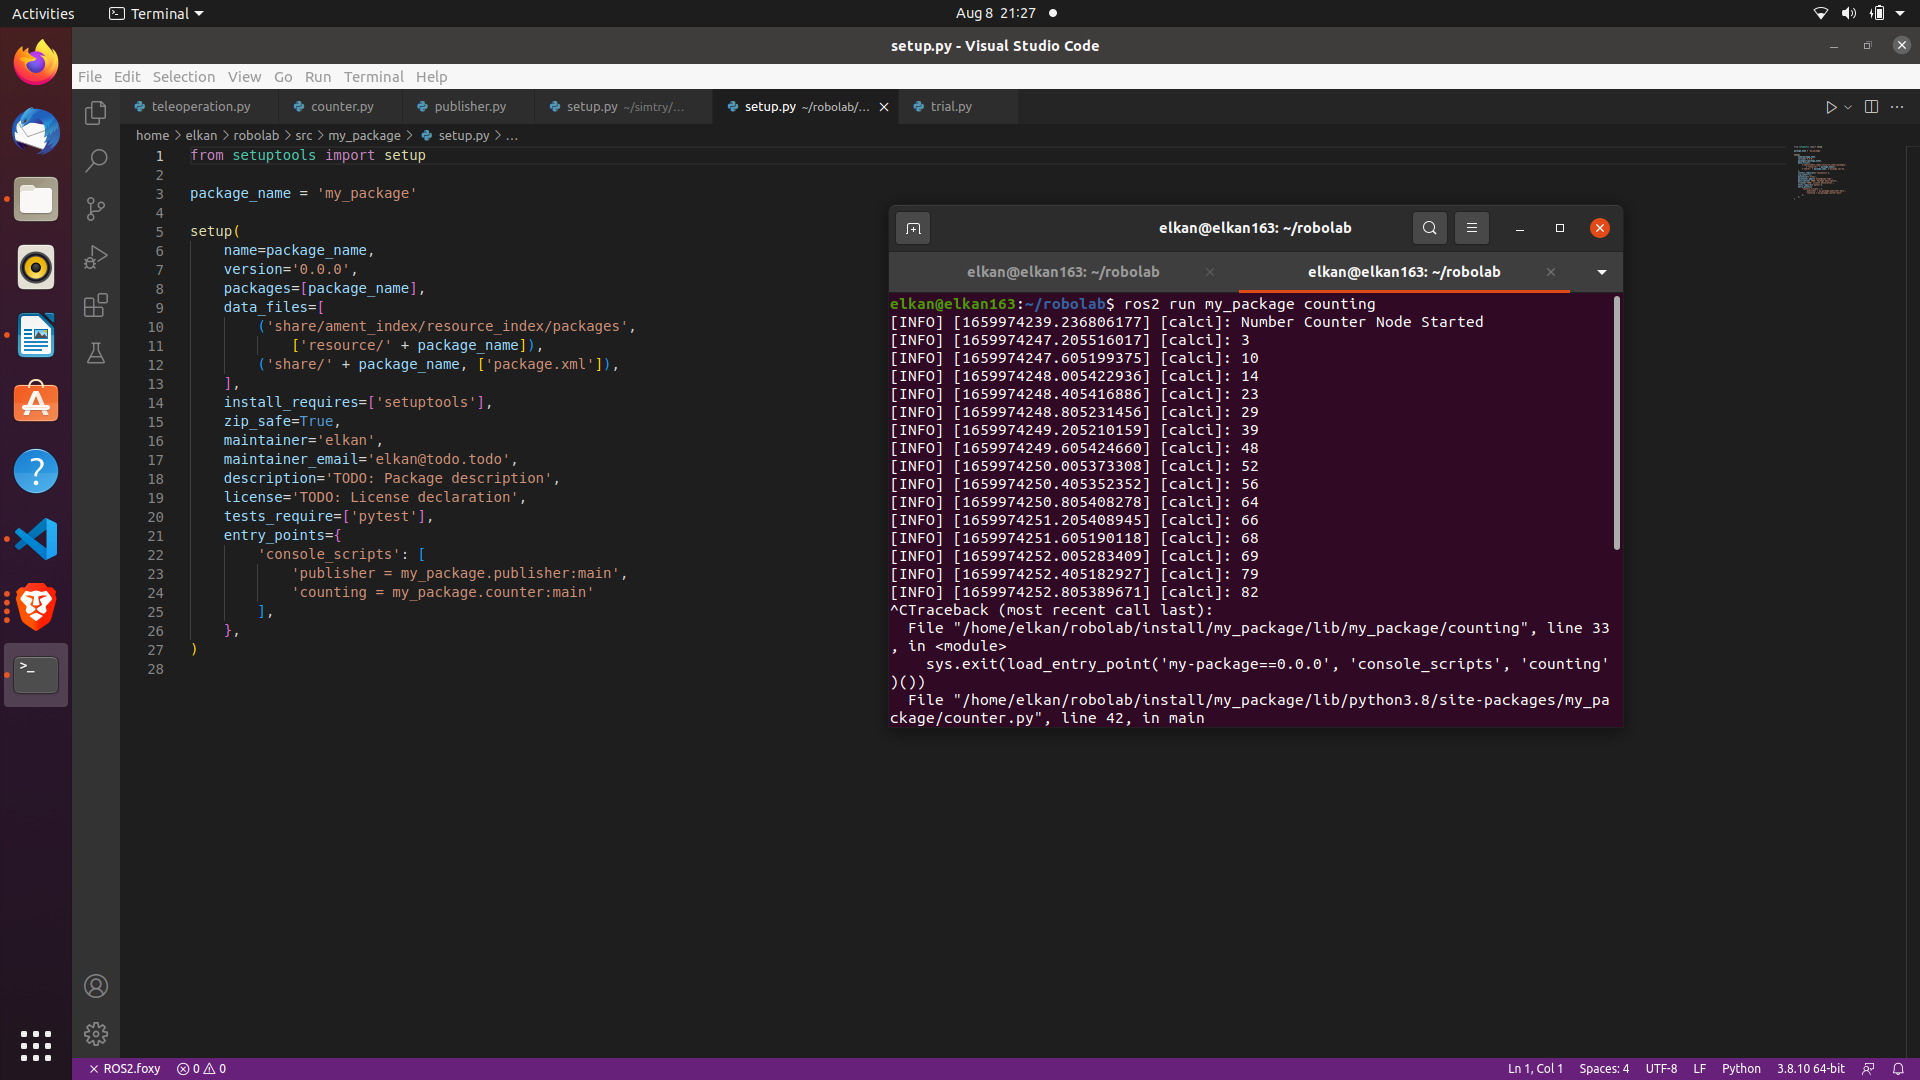 Activities
Terminal
Aug 8 21:27
setup.py - Visual Studio Code
File Edit Selection View Go Run Terminal Help
teleoperation.py counter.py publisher.py setup.py ~/simtry/... setup.py ~/robolab/... trial.py
home > elkan > robolab > src > my_package > setup.py > ...
1 from setuptools import setup
2
3 package_name = 'my_package'
4
5 setup(
6     name=package_name,
7     version='0.0.0',
8     packages=[package_name],
9     data_files=[
10         ('share/ament_index/resource_index/packages',
11             ['resource/' + package_name]),
12         ('share/' + package_name, ['package.xml']),
13     ],
14     install_requires=['setuptools'],
15     zip_safe=True,
16     maintainer='elkan',
17     maintainer_email='elkan@todo.todo',
18     description='TODO: Package description',
19     license='TODO: License declaration',
20     tests_require=['pytest'],
21     entry_points={
22         'console_scripts': [
23             'publisher = my_package.publisher:main',
24             'counting = my_package.counter:main'
25         ],
26     },
27 )
28
elkan@elkan163: ~/robolab
elkan@elkan163: ~/robolab elkan@elkan163: ~/robolab
elkan@elkan163:~/robolab$ ros2 run my_package counting
[INFO] [1659974239.236806177] [calci]: Number Counter Node Started
[INFO] [1659974247.205516017] [calci]: 3
[INFO] [1659974247.605199375] [calci]: 10
[INFO] [1659974248.005422936] [calci]: 14
[INFO] [1659974248.405416886] [calci]: 23
[INFO] [1659974248.805231456] [calci]: 29
[INFO] [1659974249.205210159] [calci]: 39
[INFO] [1659974249.605424660] [calci]: 48
[INFO] [1659974250.005373308] [calci]: 52
[INFO] [1659974250.405352352] [calci]: 56
[INFO] [1659974250.805408278] [calci]: 64
[INFO] [1659974251.205408945] [calci]: 66
[INFO] [1659974251.605190118] [calci]: 68
[INFO] [1659974252.005283409] [calci]: 69
[INFO] [1659974252.405182927] [calci]: 79
[INFO] [1659974252.805389671] [calci]: 82
^CTraceback (most recent call last):
  File "/home/elkan/robolab/install/my_package/lib/my_package/counting", line 33
, in <module>
    sys.exit(load_entry_point('my-package==0.0.0', 'console_scripts', 'counting'
)())
  File "/home/elkan/robolab/install/my_package/lib/python3.8/site-packages/my_pa
ckage/counter.py", line 42, in main
ROS2.foxy 0 0
Ln 1, Col 1 Spaces: 4 UTF-8 LF Python 3.8.10 64-bit